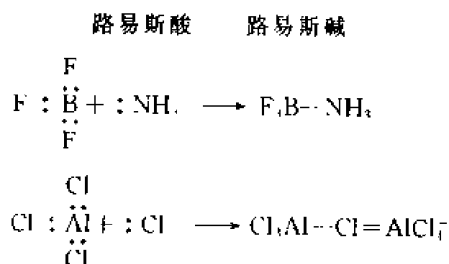 路易斯酸 路易斯碱
F
F : B + : NH₃ ⟶ F₃B--NH₃
F
Cl
Cl : Al + : Cl ⟶ Cl₃Al--Cl = AlCl₄⁻
Cl